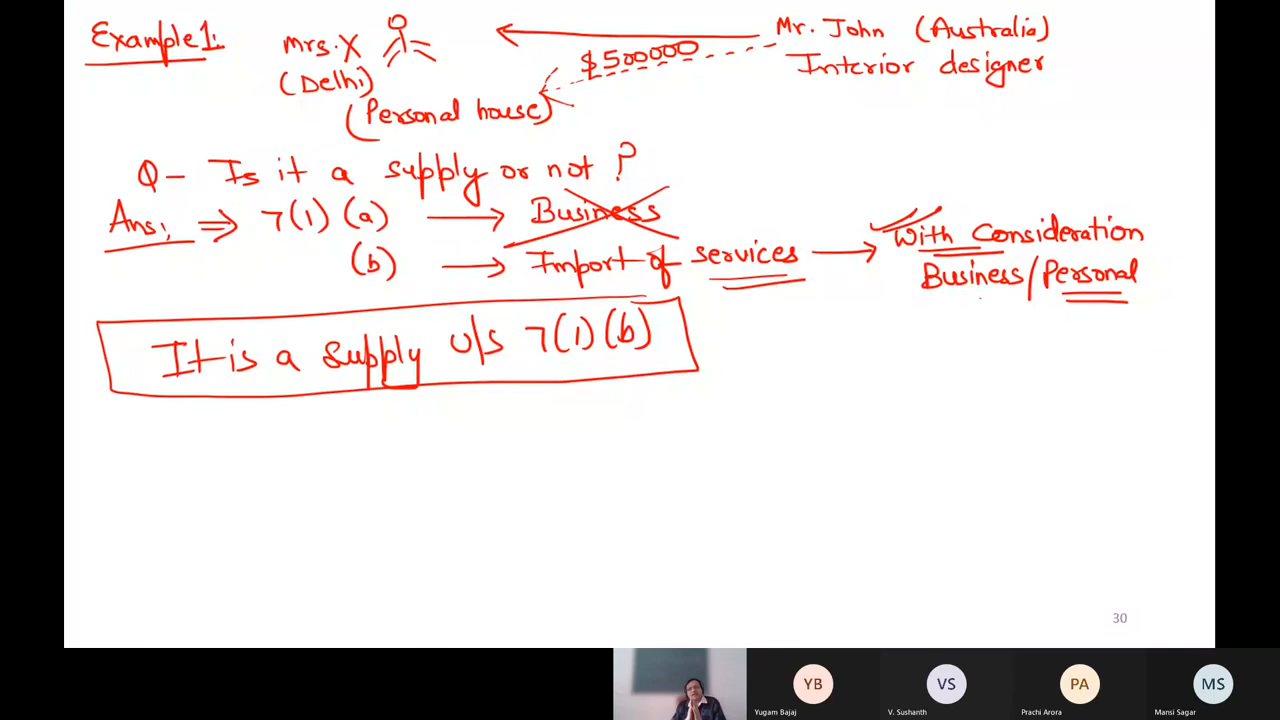 Example 1:
Mrs. X
(Delhi)
(Personal house)
$500000
Mr. John (Australia)
Interior designer
Q- Is it a supply or not?
Ans: ⇒ 7(1) (a) → Business
(b) → Import of services → With Consideration
Business/Personal
It is a supply u/s 7(1)(b)
30
YB
VS
PA
MS
Yugam Bajaj
V. Sushanth
Prachi Arora
Mansi Sagar